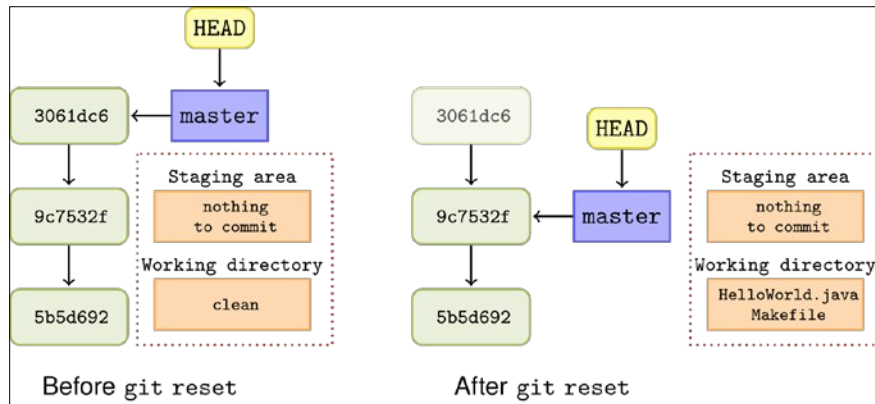 HEAD
3061dc6
master
9c7532f
5b5d692
Staging area
nothing
to commit
Working directory
clean
Before git reset
3061dc6
HEAD
9c7532f
master
5b5d692
Staging area
nothing
to commit
Working directory
HelloWorld.java
Makefile
After git reset